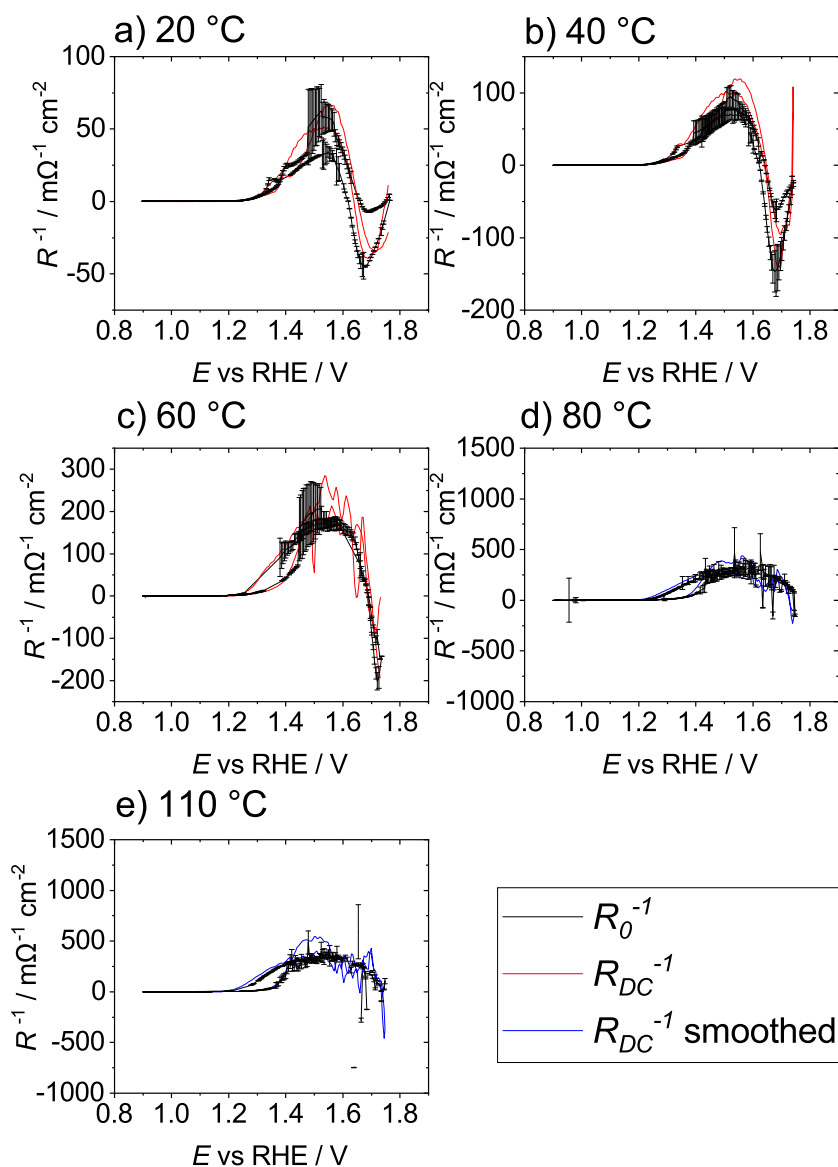 a) 20 °C
R⁻¹ / mΩ⁻¹ cm⁻²
100
50
0
-50
0.8 1.0 1.2 1.4 1.6 1.8
E vs RHE / V
b) 40 °C
R⁻¹ / mΩ⁻¹ cm⁻²
100
0
-100
-200
0.8 1.0 1.2 1.4 1.6 1.8
E vs RHE / V
c) 60 °C
R⁻¹ / mΩ⁻¹ cm⁻²
300
200
100
0
-100
-200
0.8 1.0 1.2 1.4 1.6 1.8
E vs RHE / V
d) 80 °C
R⁻¹ / mΩ⁻¹ cm⁻²
1500
1000
500
0
-500
-1000
0.8 1.0 1.2 1.4 1.6 1.8
E vs RHE / V
e) 110 °C
R⁻¹ / mΩ⁻¹ cm⁻²
1500
1000
500
0
-500
-1000
0.8 1.0 1.2 1.4 1.6 1.8
E vs RHE / V
R₀⁻¹
R_DC⁻¹
R_DC⁻¹ smoothed